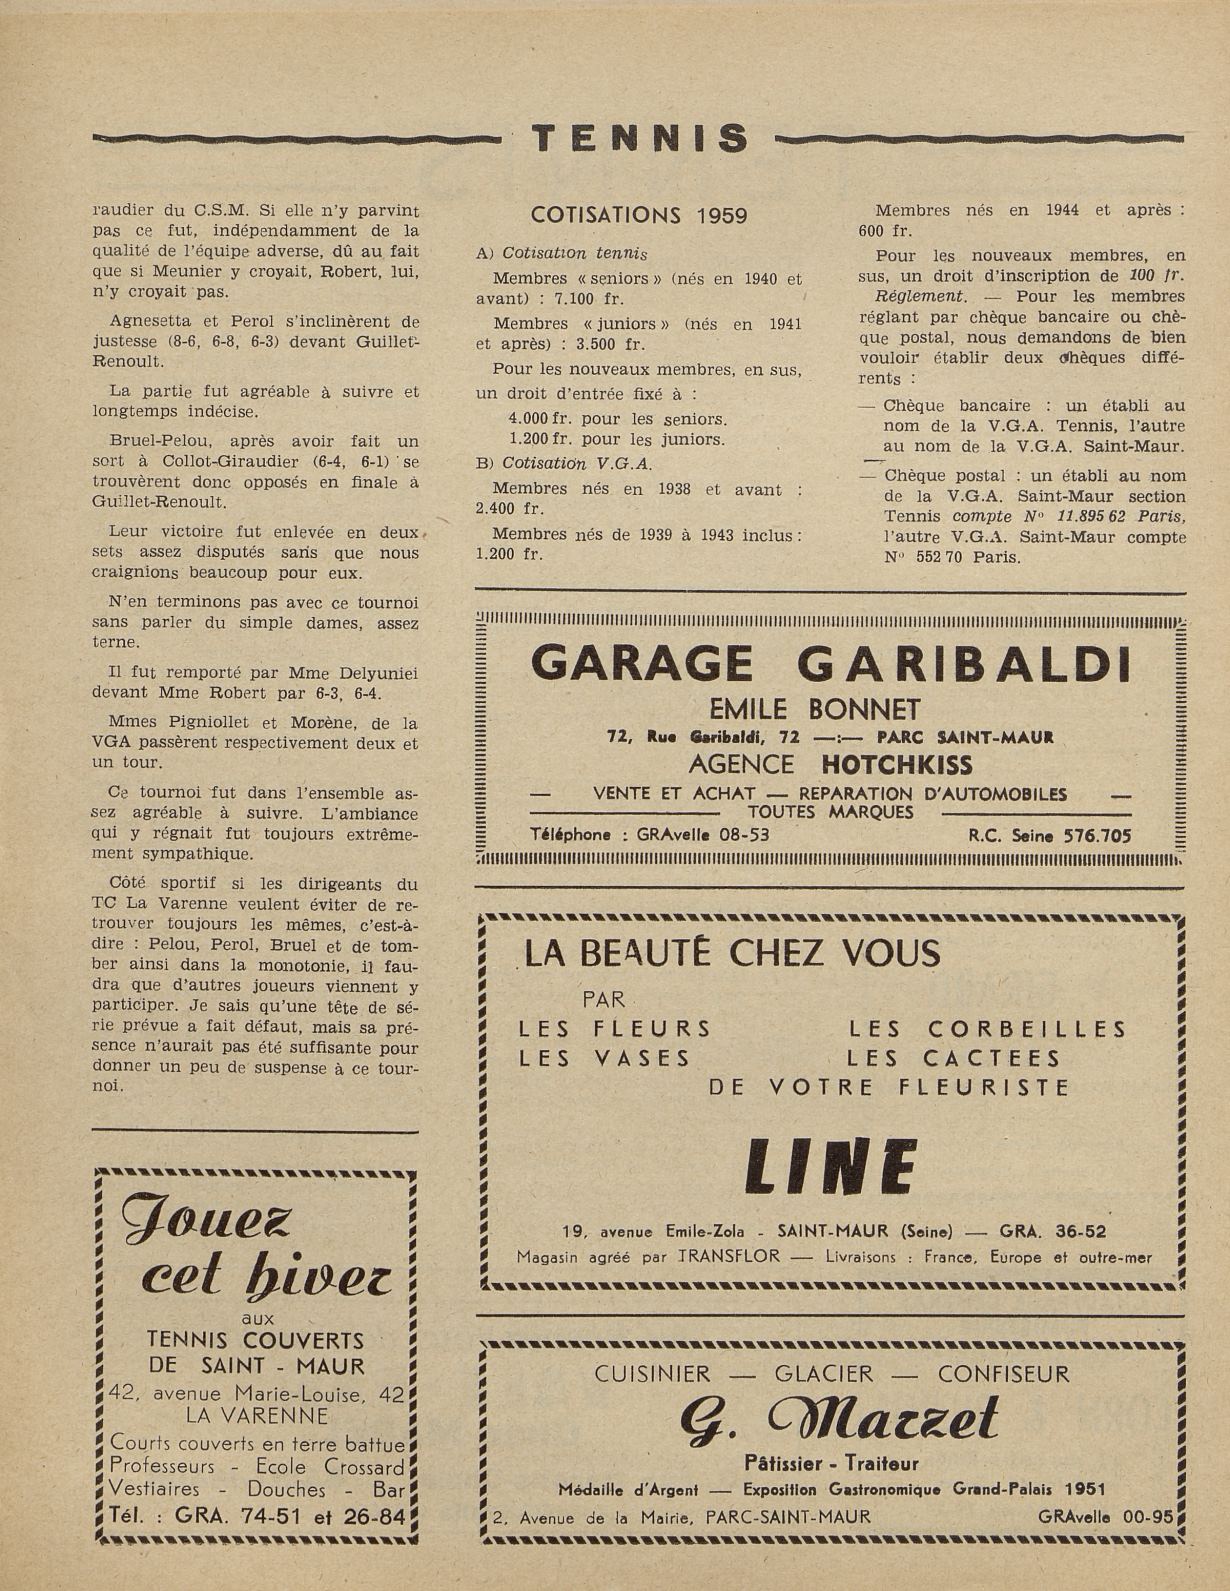 TENNIS
raudier du C.S.M. Si elle n'y parvint
pas ce fut, indépendamment de la
qualité de l'équipe adverse, dû au fait
que si Meunier y croyait, Robert, lui,
n'y croyait pas.
Agnesetta et Perol s'inclinèrent de
justesse (8-6, 6-8, 6-3) devant Guillet-
Renoult.
La partie fut agréable à suivre et
longtemps indécise.
Bruel-Pelou, après avoir fait un
sort à Collot-Giraudier (6-4, 6-1) se
trouvèrent donc opposés en finale à
Guillet-Renoult.
Leur victoire fut enlevée en deux
sets assez disputés sans que nous
craignions beaucoup pour eux.
N'en terminons pas avec ce tournoi
sans parler du simple dames, assez
terne.
Il fut remporté par Mme Delyuniei
devant Mme Robert par 6-3, 6-4.
Mmes Pigniollet et Morène, de la
VGA passèrent respectivement deux et
un tour.
Ce tournoi fut dans l'ensemble as-
sez agréable à suivre. L'ambiance
qui y régnait fut toujours extrême-
ment sympathique.
Côté sportif si les dirigeants du
TC La Varenne veulent éviter de re-
trouver toujours les mêmes, c'est-à-
dire : Pelou, Perol, Bruel et de tom-
ber ainsi dans la monotonie, il fau-
dra que d'autres joueurs viennent y
participer. Je sais qu'une tête de sé-
rie prévue a fait défaut, mais sa pré-
sence n'aurait pas été suffisante pour
donner un peu de suspense à ce tour-
noi.
Jouez
cet hiver
aux
TENNIS COUVERTS
DE SAINT - MAUR
42, avenue Marie-Louise, 42
LA VARENNE
Courts couverts en terre battue
Professeurs - Ecole Crossard
Vestiaires - Douches - Bar
Tél. : GRA. 74-51 et 26-84
COTISATIONS 1959
A) Cotisation tennis
Membres « seniors » (nés en 1940 et
avant) : 7.100 fr.
Membres « juniors » (nés en 1941
et après) : 3.500 fr.
Pour les nouveaux membres, en sus,
un droit d'entrée fixé à :
4.000 fr. pour les seniors.
1.200 fr. pour les juniors.
B) Cotisation V.G.A.
Membres nés en 1938 et avant :
2.400 fr.
Membres nés de 1939 à 1943 inclus :
1.200 fr.
Membres nés en 1944 et après :
600 fr.
Pour les nouveaux membres, en
sus, un droit d'inscription de 100 fr.
Réglement. — Pour les membres
réglant par chèque bancaire ou chè-
que postal, nous demandons de bien
vouloir établir deux chèques diffé-
rents :
— Chèque bancaire : un établi au
nom de la V.G.A. Tennis, l'autre
au nom de la V.G.A. Saint-Maur.
— Chèque postal : un établi au nom
de la V.G.A. Saint-Maur section
Tennis compte N° 11.895 62 Paris,
l'autre V.G.A. Saint-Maur compte
N° 552 70 Paris.
GARAGE GARIBALDI
EMILE BONNET
72, Rue Garibaldi, 72 —:— PARC SAINT-MAUR
AGENCE HOTCHKISS
— VENTE ET ACHAT — REPARATION D'AUTOMOBILES —
TOUTES MARQUES
Téléphone : GRAvelle 08-53 R.C. Seine 576.705
LA BEAUTÉ CHEZ VOUS
PAR
LES FLEURS LES CORBEILLES
LES VASES LES CACTEES
DE VOTRE FLEURISTE
LINE
19, avenue Emile-Zola - SAINT-MAUR (Seine) — GRA. 36-52
Magasin agréé par TRANSFLOR — Livraisons : France, Europe et outre-mer
CUISINIER — GLACIER — CONFISEUR
G. Marzet
Pâtissier - Traiteur
Médaille d'Argent — Exposition Gastronomique Grand-Palais 1951
2, Avenue de la Mairie, PARC-SAINT-MAUR GRAvelle 00-95